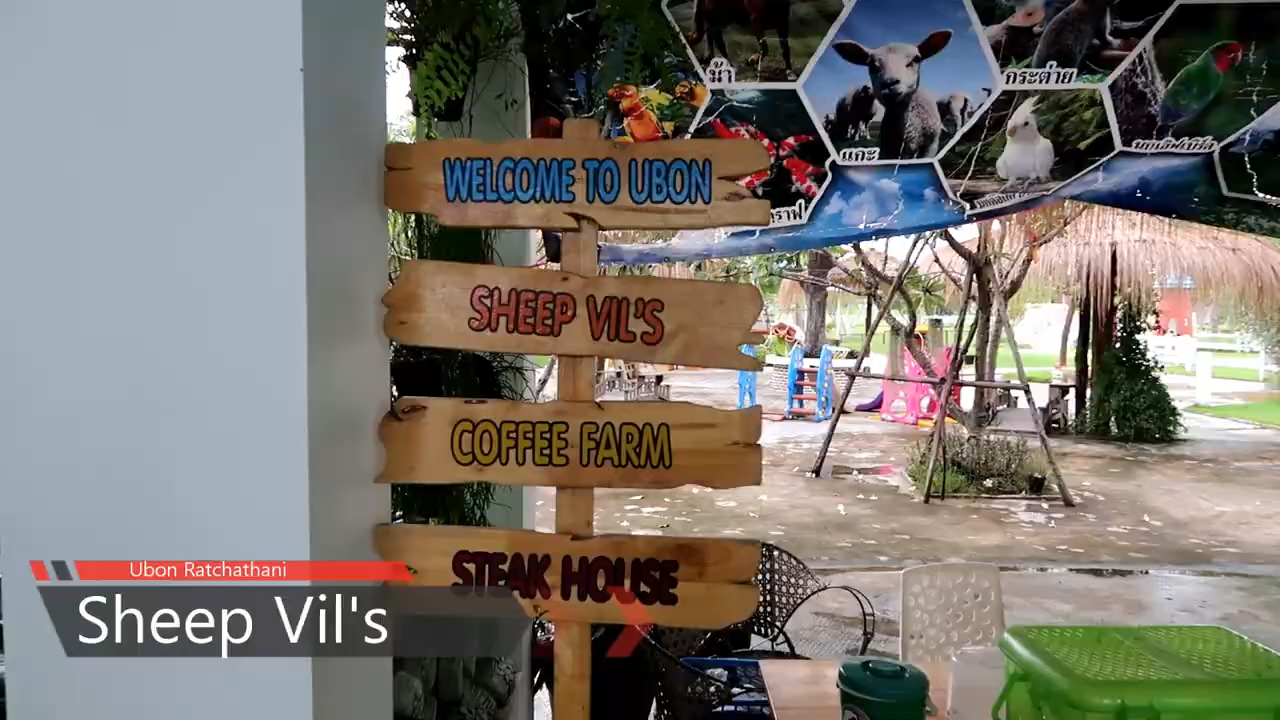 ม้า
แกะ
กระต่าย
WELCOME TO UBON
SHEEP VIL'S
COFFEE FARM
STEAK HOUSE
Ubon Ratchathani
Sheep Vil's